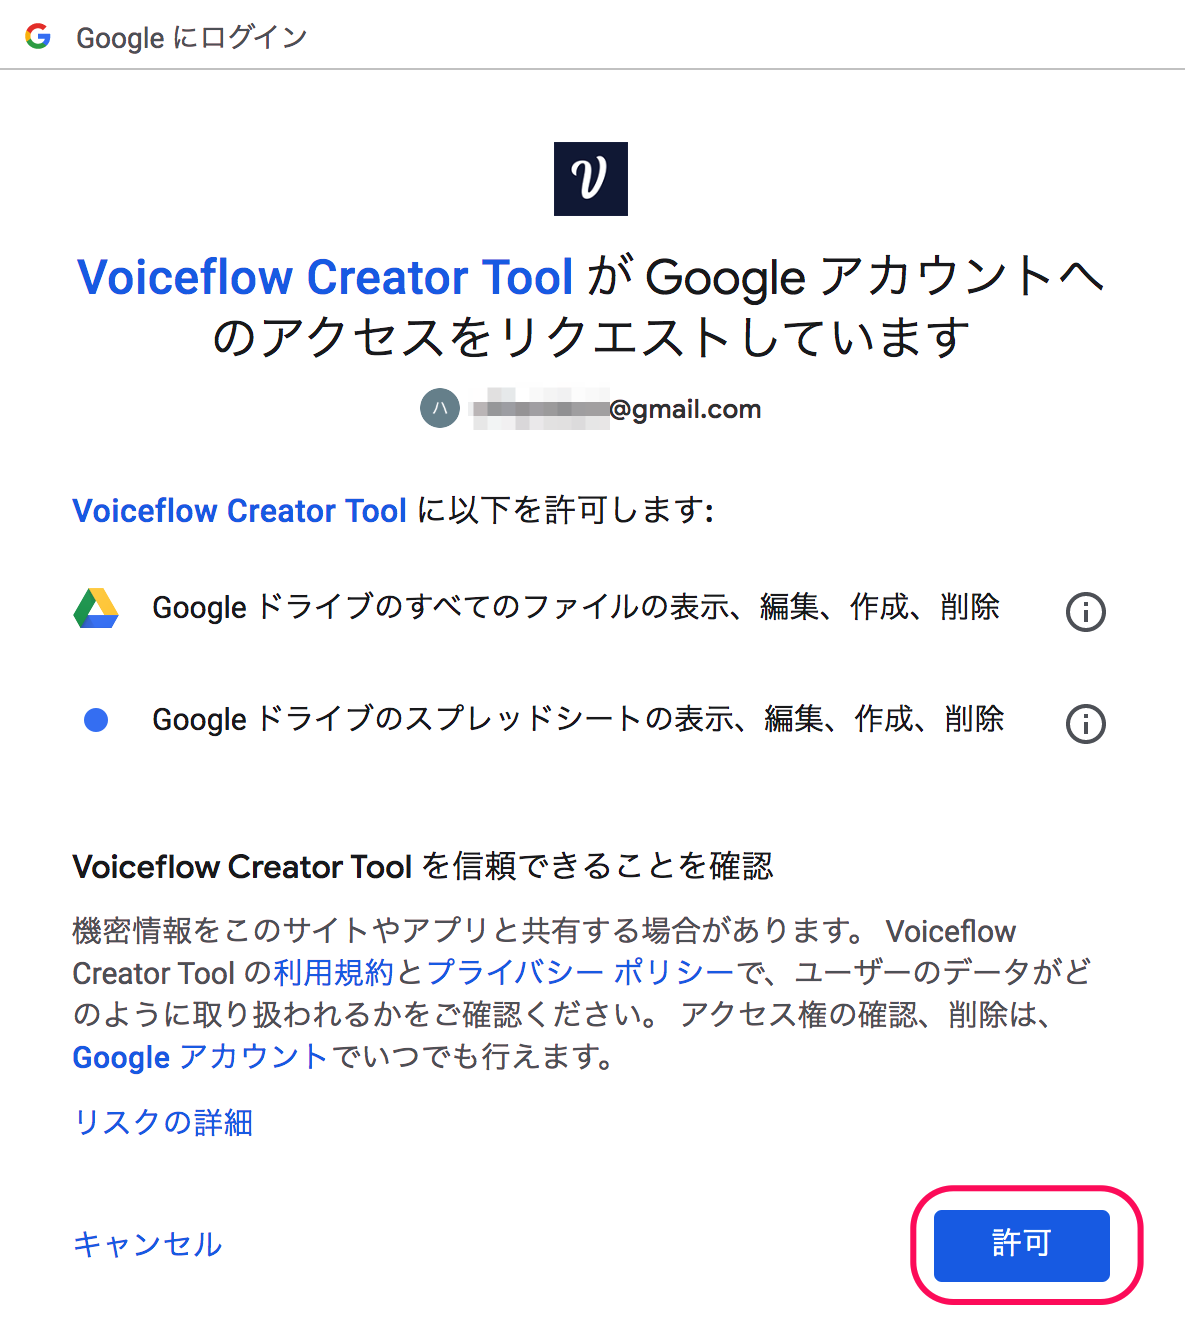 Google にログイン
Voiceflow Creator Tool が Google アカウントへ
のアクセスをリクエストしています
ハ
@gmail.com
Voiceflow Creator Tool に以下を許可します:
Google ドライブのすべてのファイルの表示、編集、作成、削除
Google ドライブのスプレッドシートの表示、編集、作成、削除
Voiceflow Creator Tool を信頼できることを確認
機密情報をこのサイトやアプリと共有する場合があります。 Voiceflow
Creator Tool の利用規約とプライバシー ポリシーで、ユーザーのデータがど
のように取り扱われるかをご確認ください。 アクセス権の確認、削除は、
Google アカウントでいつでも行えます。
リスクの詳細
キャンセル
許可